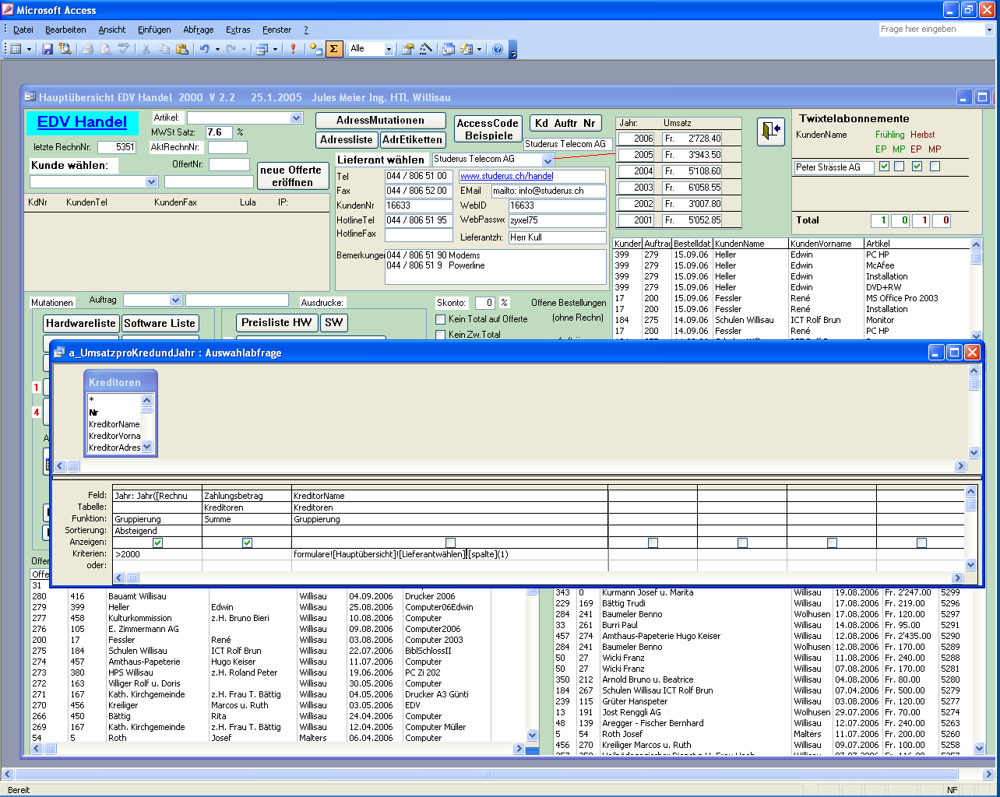 Microsoft Access
Datei Bearbeiten Ansicht Einfügen Abfrage Extras Fenster ?
Frage hier eingeben
Alle
Hauptübersicht EDV Handel 2000 V 2.2 25.1.2005 Jules Meier Ing. HTL Willisau
EDV Handel
Artikel:
MWSt Satz: 7.6 %
letzte RechnNr: 5351 AktRechnNr:
Kunde wählen: OffertNr:
neue Offerte eröffnen
KdNr KundenTel KundenFax Lula IP:
AdressMutationen
Adressliste AdrEtiketten
AccessCode Beispiele
Kd Auftr Nr
Studerus Telecom AG
Lieferant wählen Studerus Telecom AG
Tel 044 / 806 51 00 www.studerus.ch/handel
Fax 044 / 806 52 00 EMail mailto: info@studerus.ch
KundenNr 16633 WebID 16633
HotlineTel 044 / 806 51 95 WebPassw zyxel75
HotlineFax Lieferantzh: Herr Kull
Bemerkungen 044 / 806 51 90 Modems
044 / 806 51 9 Powerline
Jahr: Umsatz
2006 Fr. 2'728.40
2005 Fr. 3'943.50
2004 Fr. 5'108.60
2003 Fr. 6'058.55
2002 Fr. 3'007.80
2001 Fr. 5'052.85
Twixtelabonnemente
KundenName Frühling Herbst
EP MP EP MP
Peter Strässle AG
Total 1 0 1 0
Kunder Auftrag Bestelldat KundenName KundenVorname Artikel
399 279 15.09.06 Heller Edwin PC HP
399 279 15.09.06 Heller Edwin McAfee
399 279 15.09.06 Heller Edwin Installation
399 279 15.09.06 Heller Edwin DVD+RW
17 200 15.09.06 Fessler René MS Office Pro 2003
17 200 15.09.06 Fessler René Installation
184 275 14.09.06 Schulen Willisau ICT Rolf Brun Monitor
17 200 14.09.06 Fessler René PC HP
Mutationen Auftrag Ausdrucke:
Skonto: 0 % Offene Bestellungen
(ohne Rechn)
Kein Total auf Offerte
Kein Zw.Total
Hardwareliste Software Liste Preisliste HW SW
1
4
a_UmsatzproKredundJahr : Auswahlabfrage
Kreditoren
*
Nr
KreditorName
KreditorVorna
KreditorAdres
Feld: Jahr: Jahr([Rechnu Zahlungsbetrag KreditorName
Tabelle: Kreditoren Kreditoren
Funktion: Gruppierung Summe Gruppierung
Sortierung: Absteigend
Anzeigen:
Kriterien: >2000 formulare![Hauptübersicht]![Lieferantwählen]![spalte](1)
oder:
Offer
Offe
31
280 416 Bauamt Willisau Willisau 04.09.2006 Drucker 2006
279 399 Heller Edwin Willisau 25.08.2006 Computer06Edwin
277 458 Kulturkommission z.H. Bruno Bieri Willisau 10.08.2006 Computer
276 105 E. Zimmermann AG Willisau 09.08.2006 Computer2006
200 17 Fessler René Willisau 03.08.2006 Computer 2003
275 184 Schulen Willisau ICT Rolf Brun Willisau 22.07.2006 BiblSchlossII
274 457 Amthaus-Papeterie Hugo Keiser Willisau 11.07.2006 Computer
273 380 HPS Willisau z.H. Roland Peter Willisau 19.06.2006 PC Zi 202
272 163 Villiger Rolf u. Doris Willisau 30.05.2006 Computer
271 167 Kath. Kirchgemeinde z.H. Frau T. Bättig Willisau 04.05.2006 Drucker A3 Günti
270 456 Kreiliger Marcos u. Ruth Willisau 03.05.2006 EDV
266 450 Bättig Rita Willisau 24.04.2006 Computer
269 167 Kath. Kirchgemeinde z.H. Frau T. Bättig Willisau 12.04.2006 Computer Müller
54 5 Roth Josef Malters 06.04.2006 Computer
343 0 Kurmann Josef u. Marita Willisau 19.08.2006 Fr. 2'247.00 5299
229 169 Bättig Trudi Willisau 17.08.2006 Fr. 219.00 5296
284 241 Baumeler Benno Wolhusen 17.08.2006 Fr. 120.00 5297
33 261 Burri Paul Willisau 14.08.2006 Fr. 95.00 5291
457 274 Amthaus-Papeterie Hugo Keiser Willisau 12.08.2006 Fr. 2'435.00 5290
284 241 Baumeler Benno Wolhusen 12.08.2006 Fr. 170.00 5289
50 27 Wicki Franz Willisau 11.08.2006 Fr. 240.00 5288
50 27 Wicki Franz Willisau 07.08.2006 Fr. 170.00 5281
350 212 Arnold Bruno u. Beatrice Willisau 04.08.2006 Fr. 80.00 5280
184 267 Schulen Willisau ICT Rolf Brun Willisau 07.04.2006 Fr. 500.00 5279
239 115 Grüter Hanspeter Willisau 03.08.2006 Fr. 120.00 5277
13 191 Jost Renggli AG Wolhusen 29.07.2006 Fr. 70.00 5274
48 139 Aregger - Fischer Bernhard Willisau 12.07.2006 Fr. 240.00 5263
5 54 Roth Josef Malters 11.07.2006 Fr. 200.00 5260
456 270 Kreiliger Marcos u. Ruth Willisau 09.07.2006 Fr. 100.00 5258
Bereit NF